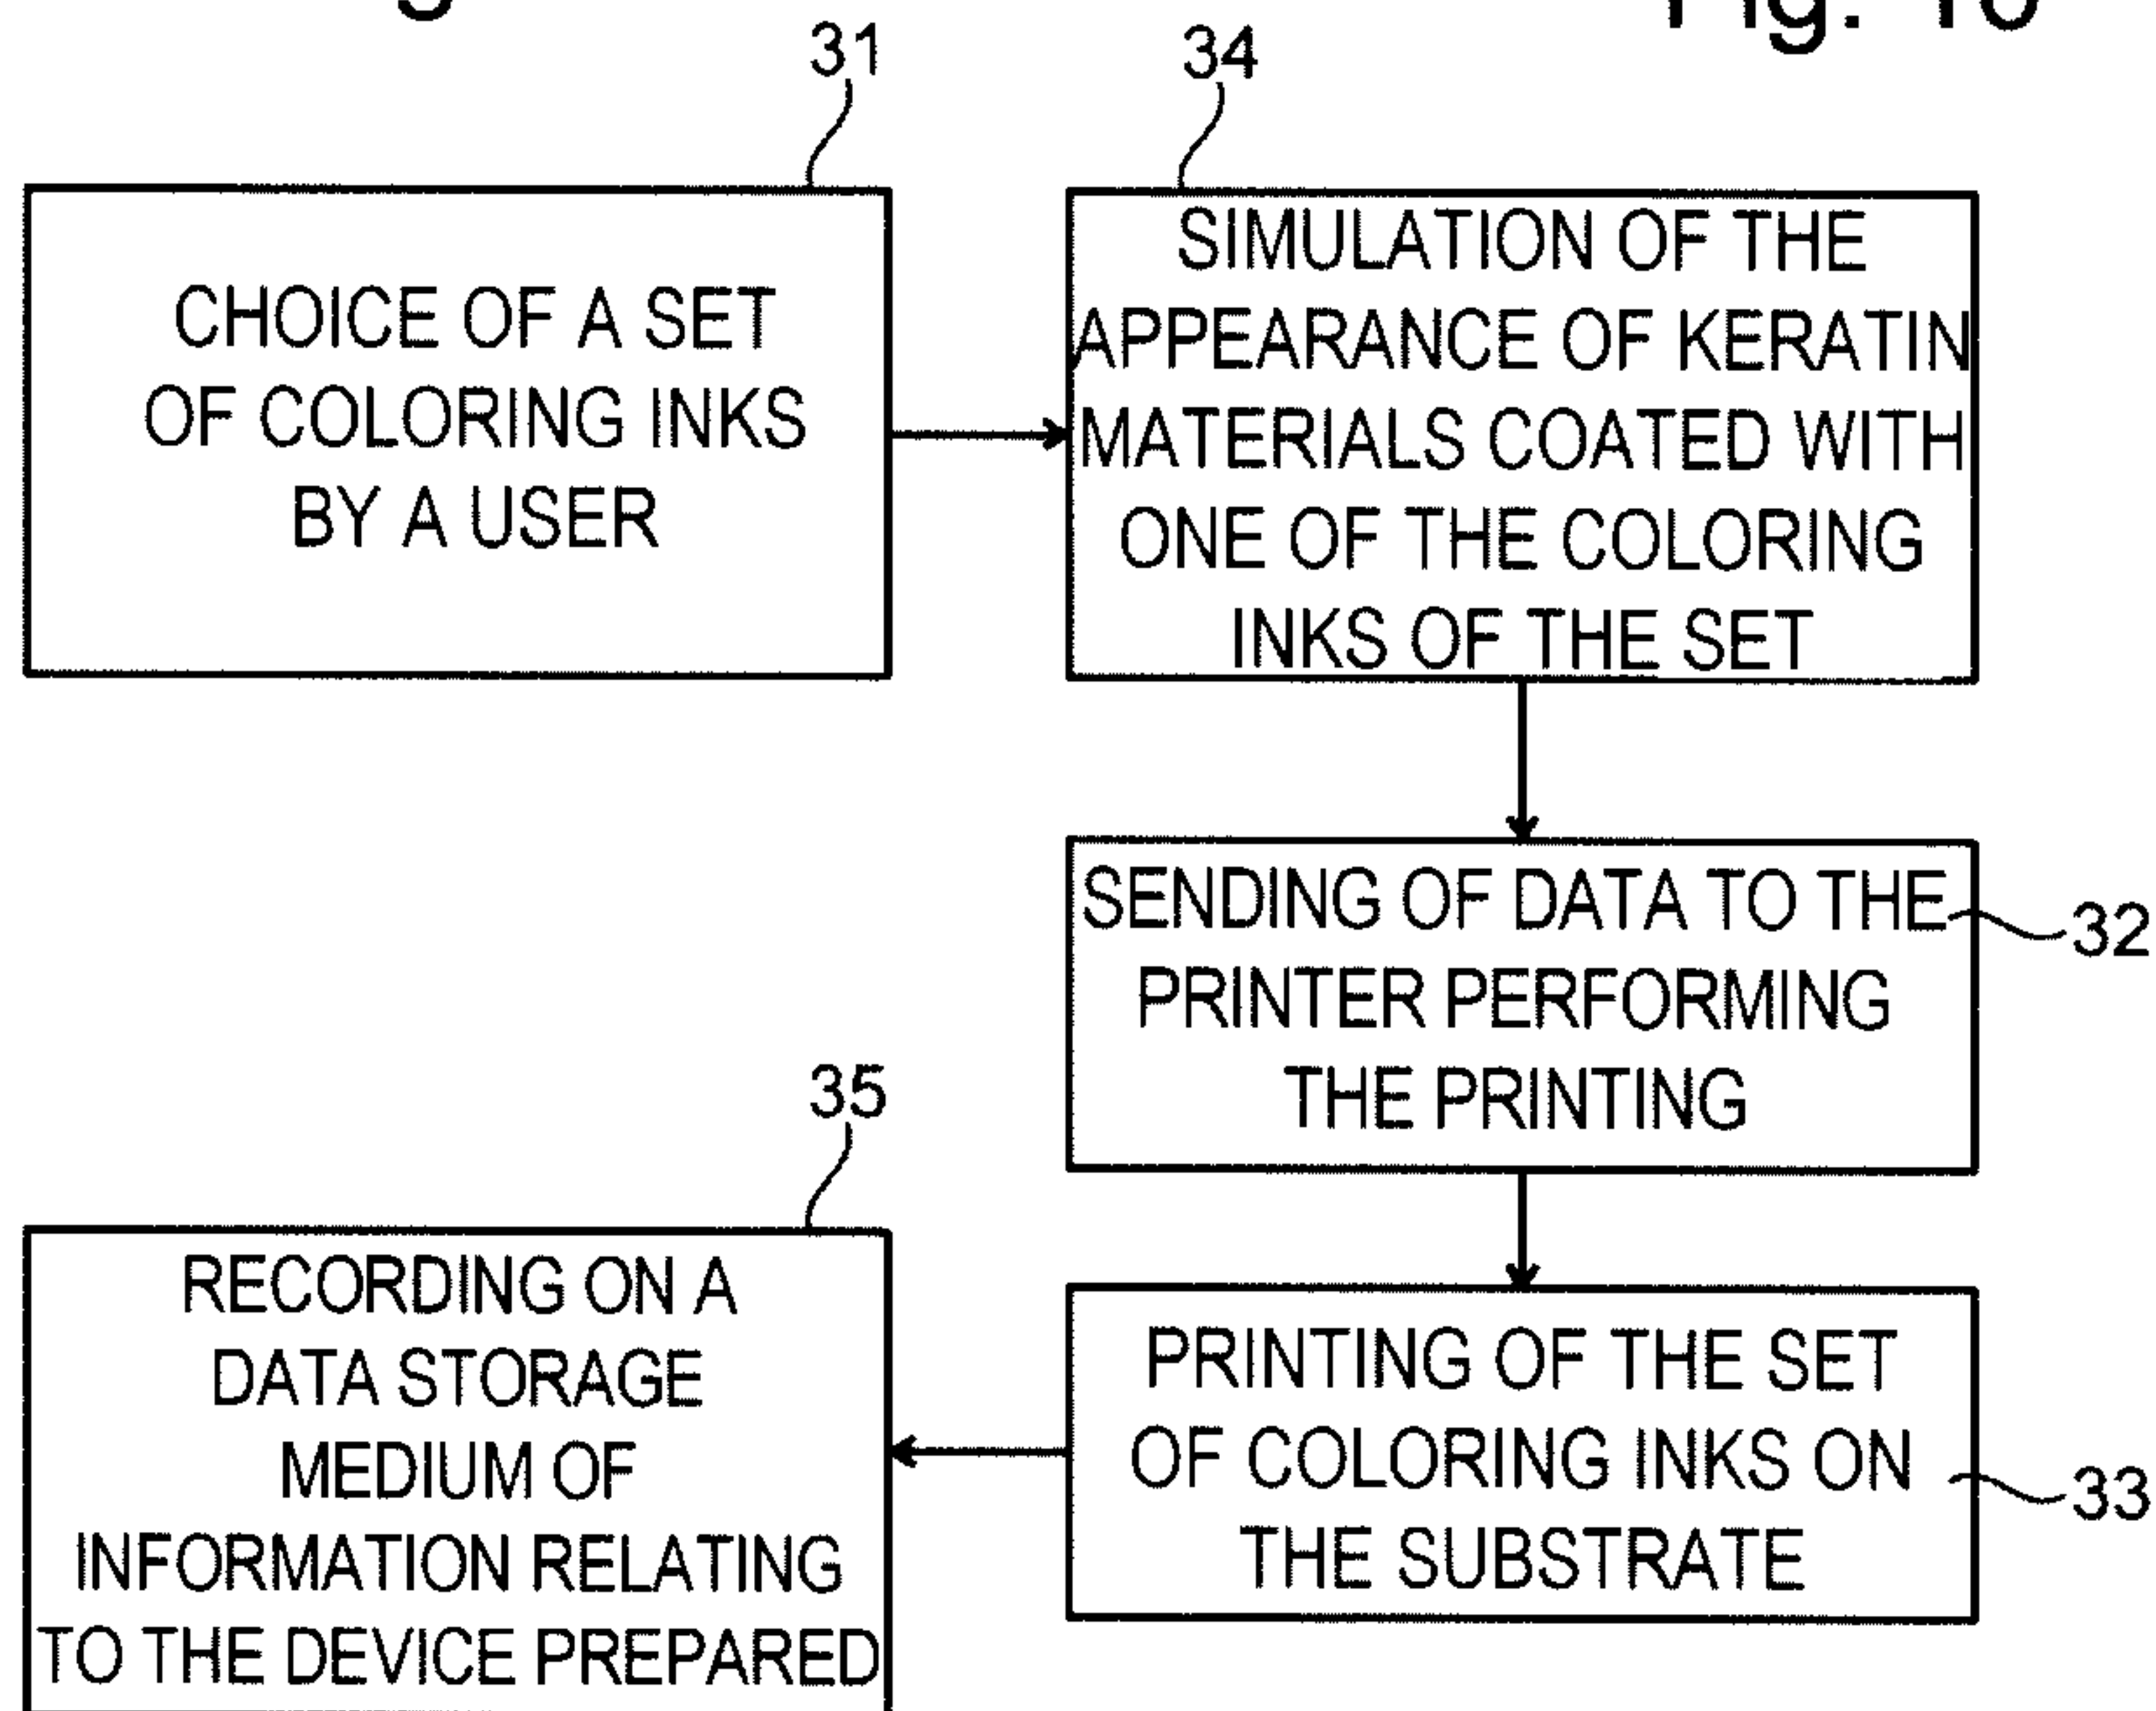 31
34
CHOICE OF A SET
OF COLORING INKS
BY A USER
SIMULATION OF THE
APPEARANCE OF KERATIN
MATERIALS COATED WITH
ONE OF THE COLORING
INKS OF THE SET
SENDING OF DATA TO THE
PRINTER PERFORMING
THE PRINTING
32
PRINTING OF THE SET
OF COLORING INKS ON
THE SUBSTRATE
33
35
RECORDING ON A
DATA STORAGE
MEDIUM OF
INFORMATION RELATING
TO THE DEVICE PREPARED